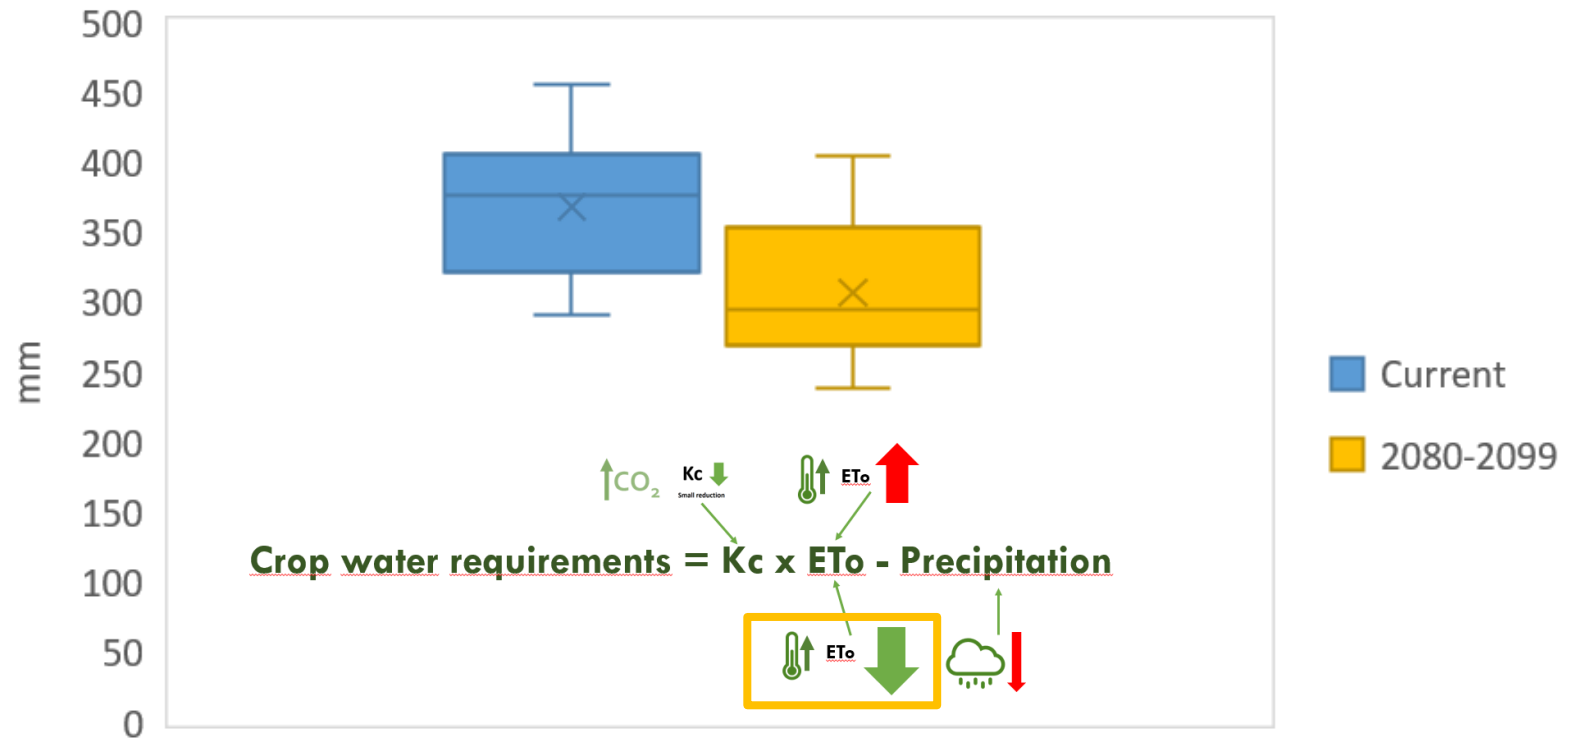 500
450
400
350
300
250
200
150
100
50
0
mm
Current
2080-2099
CO₂
Kc
Small reduction
ETo
Crop water requirements = Kc x ETo - Precipitation
ETo